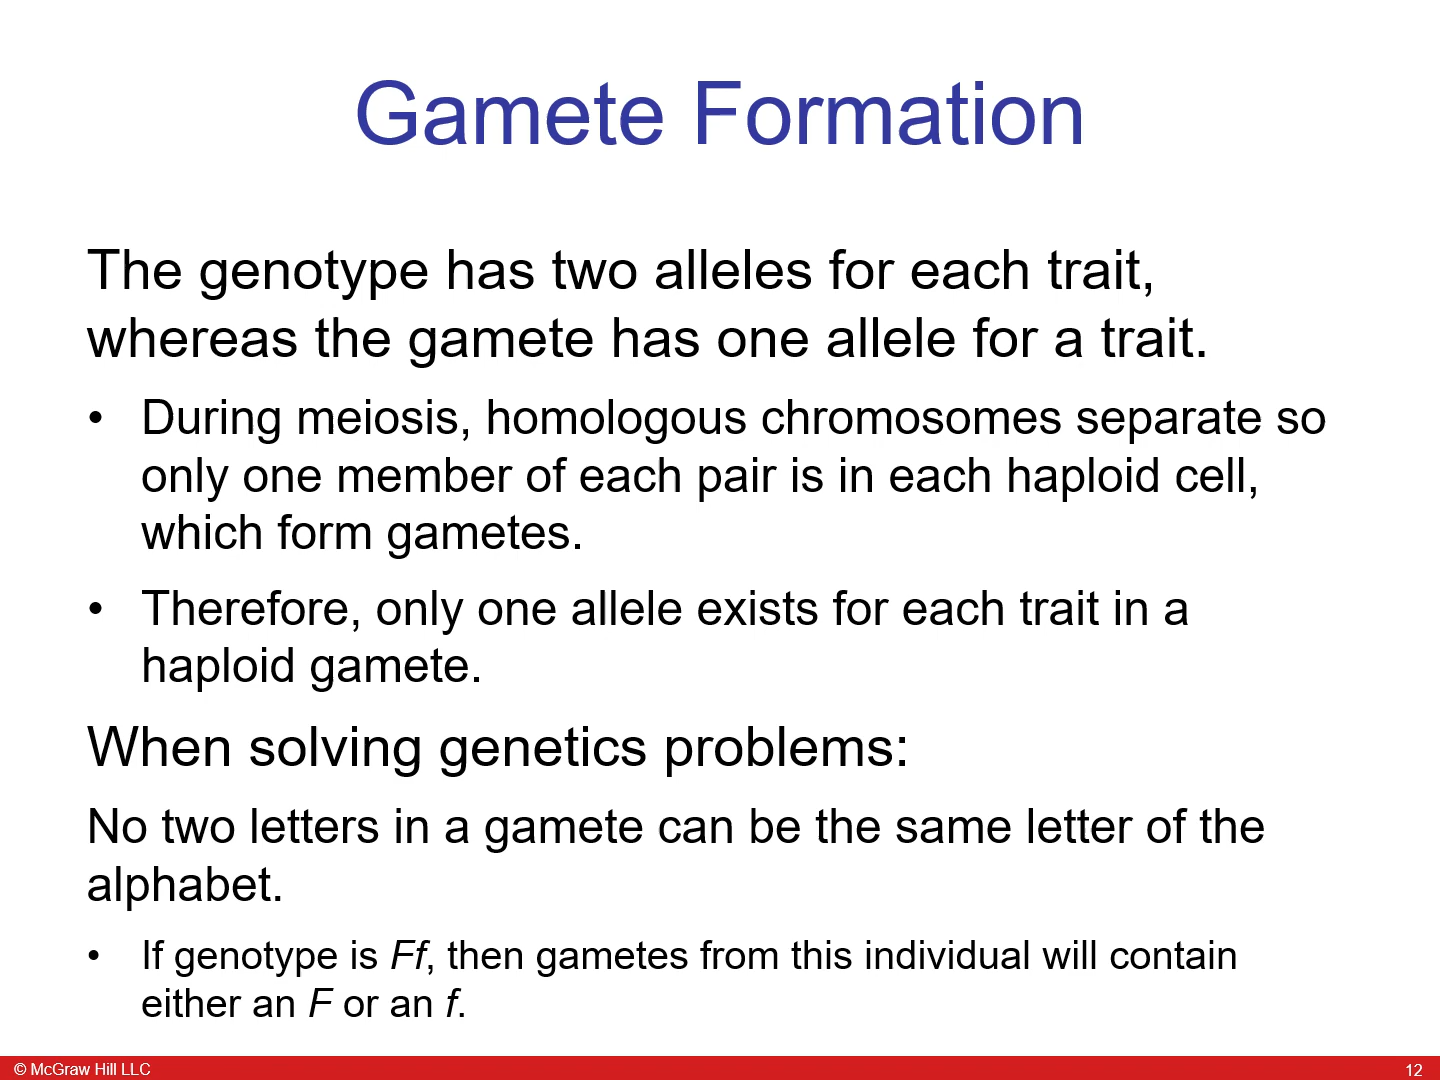 Gamete Formation
The genotype has two alleles for each trait,
whereas the gamete has one allele for a trait.
• During meiosis, homologous chromosomes separate so
only one member of each pair is in each haploid cell,
which form gametes.
• Therefore, only one allele exists for each trait in a
haploid gamete.
When solving genetics problems:
No two letters in a gamete can be the same letter of the
alphabet.
• If genotype is Ff, then gametes from this individual will contain
either an F or an f.
© McGraw Hill LLC
12